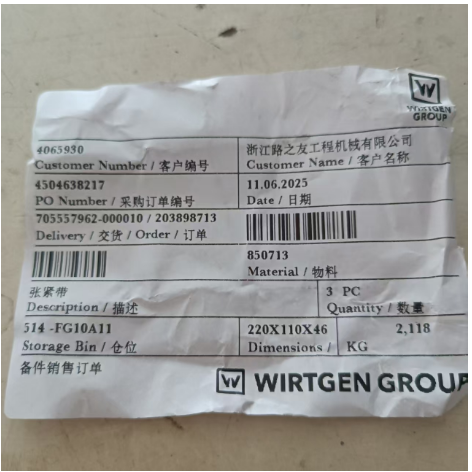 WIRTGEN
GROUP
4065930
Customer Number / 客户编号
浙江路之友工程机械有限公司
Customer Name / 客户名称
4504638217
PO Number / 采购订单编号
11.06.2025
Date / 日期
705557962-000010 / 203898713
Delivery / 交货 / Order / 订单
850713
Material / 物料
张紧带
Description / 描述
3 PC
Quantity / 数量
514 -FG10A11
Storage Bin / 仓位
220X110X46
Dimensions /
2,118
KG
备件销售订单
WIRTGEN GROUP